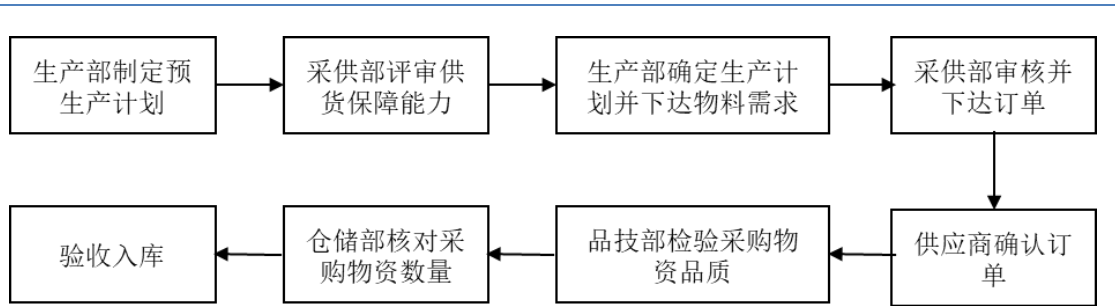 生产部制定预
生产计划
采供部评审供
货保障能力
生产部确定生产计
划并下达物料需求
采供部审核并
下达订单
供应商确认订
单
品技部检验采购物
资品质
仓储部核对采
购物资数量
验收入库